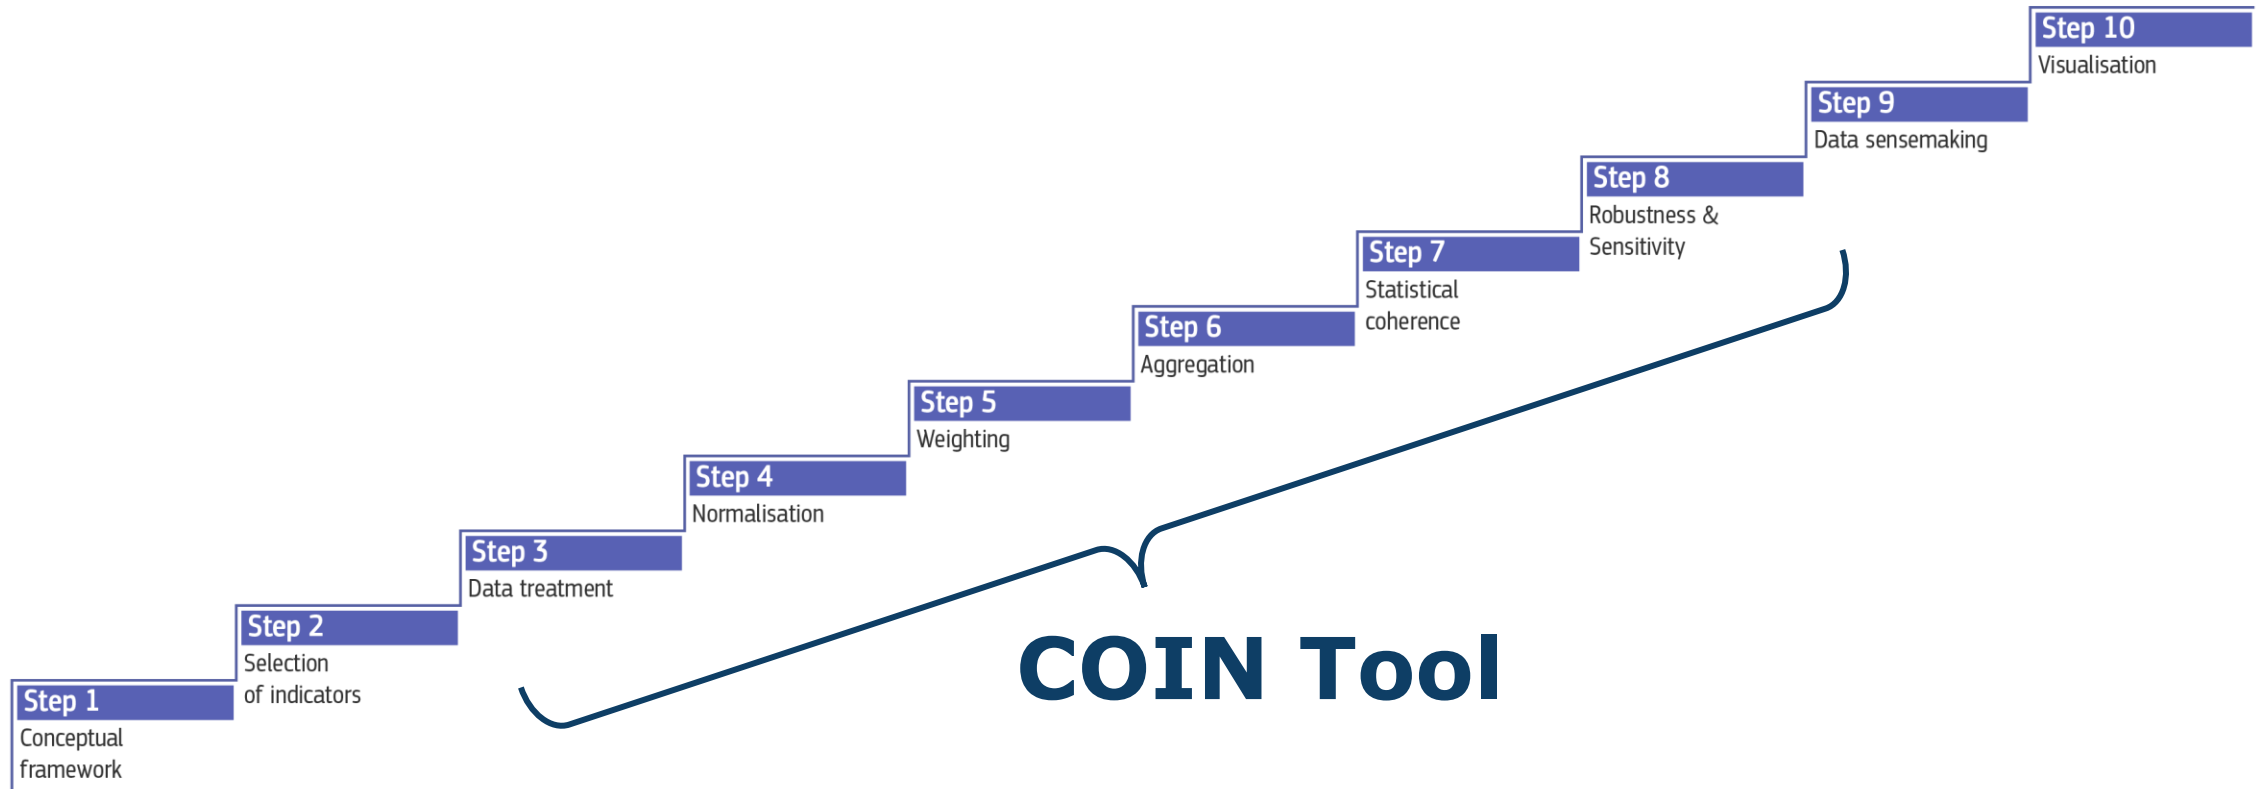 Step 1
Conceptual
framework
Step 2
Selection
of indicators
Step 3
Data treatment
Step 4
Normalisation
Step 5
Weighting
Step 6
Aggregation
Step 7
Statistical
coherence
Step 8
Robustness &
Sensitivity
Step 9
Data sensemaking
Step 10
Visualisation
COIN Tool